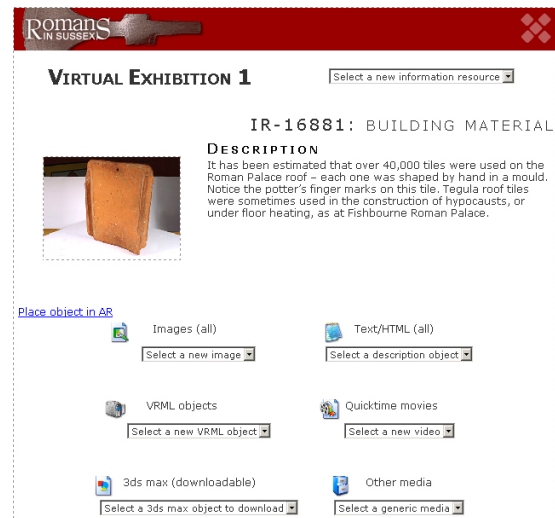 ROMANS
IN SUSSEX
VIRTUAL EXHIBITION 1
Select a new information resource
IR-16881: BUILDING MATERIAL
DESCRIPTION
It has been estimated that over 40,000 tiles were used on the
Roman Palace roof – each one was shaped by hand in a mould.
Notice the potter's finger marks on this tile. Tegula roof tiles
were sometimes used in the construction of hypocausts, or
under floor heating, as at Fishbourne Roman Palace.
Place object in AR
Images (all)
Select a new image
Text/HTML (all)
Select a description object
VRML objects
Select a new VRML object
Quicktime movies
Select a new video
3ds max (downloadable)
Select a 3ds max object to download
Other media
Select a generic media